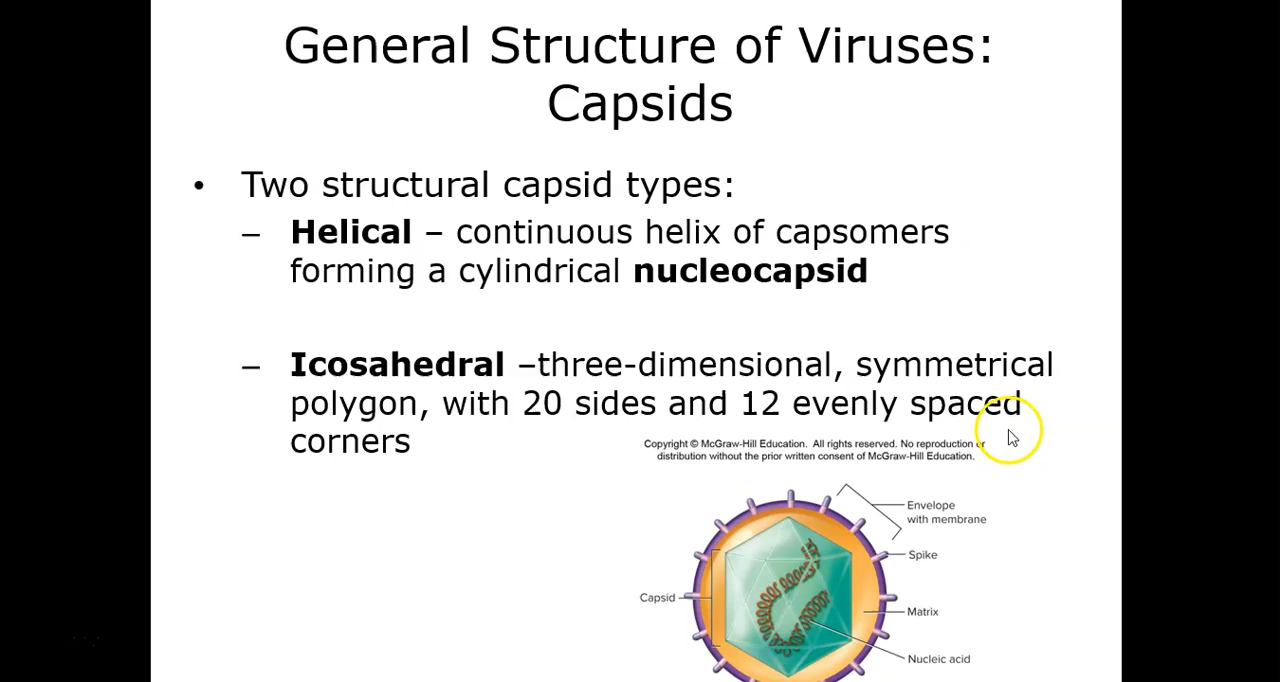 General Structure of Viruses:
Capsids
• Two structural capsid types:
– Helical – continuous helix of capsomers
forming a cylindrical nucleocapsid
– Icosahedral –three-dimensional, symmetrical
polygon, with 20 sides and 12 evenly spaced
corners
Copyright © McGraw-Hill Education. All rights reserved. No reproduction or
distribution without the prior written consent of McGraw-Hill Education.
Envelope
with membrane
Spike
Capsid
Matrix
Nucleic acid